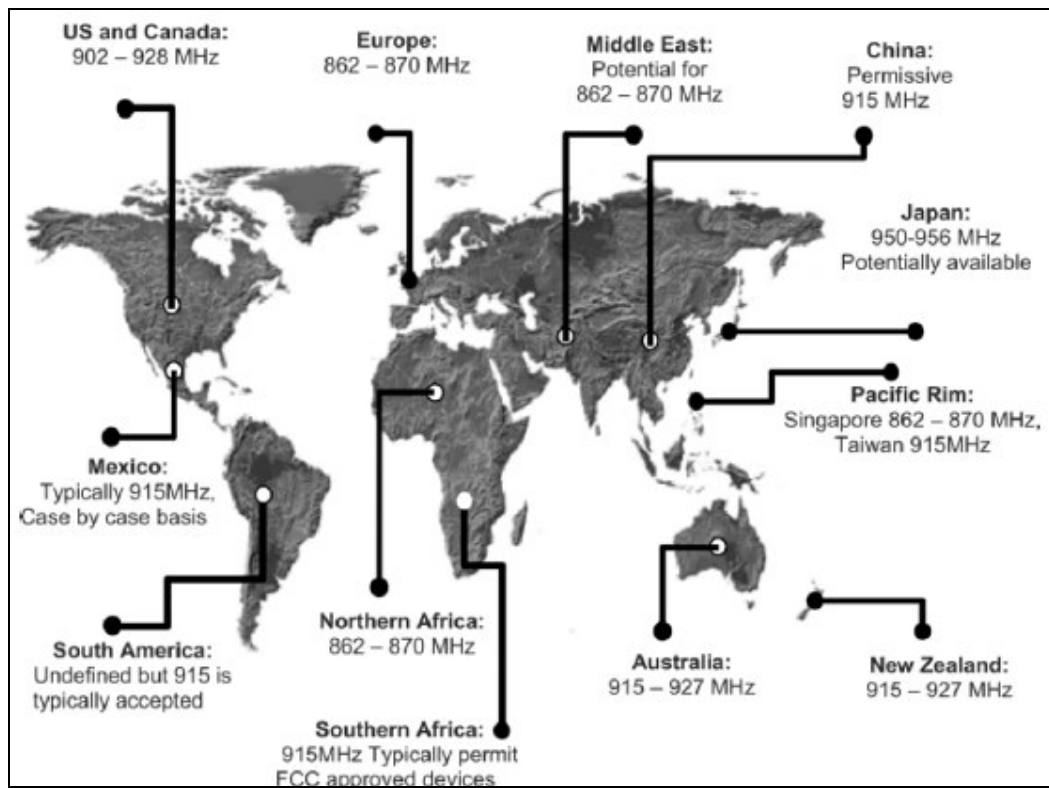 US and Canada:
902 – 928 MHz
Europe:
862 – 870 MHz
Middle East:
Potential for
862 – 870 MHz
China:
Permissive
915 MHz
Japan:
950-956 MHz
Potentially available
Pacific Rim:
Singapore 862 – 870 MHz,
Taiwan 915MHz
Mexico:
Typically 915MHz,
Case by case basis
South America:
Undefined but 915 is
typically accepted
Northern Africa:
862 – 870 MHz
Southern Africa:
915MHz Typically permit
FCC approved devices
Australia:
915 – 927 MHz
New Zealand:
915 – 927 MHz